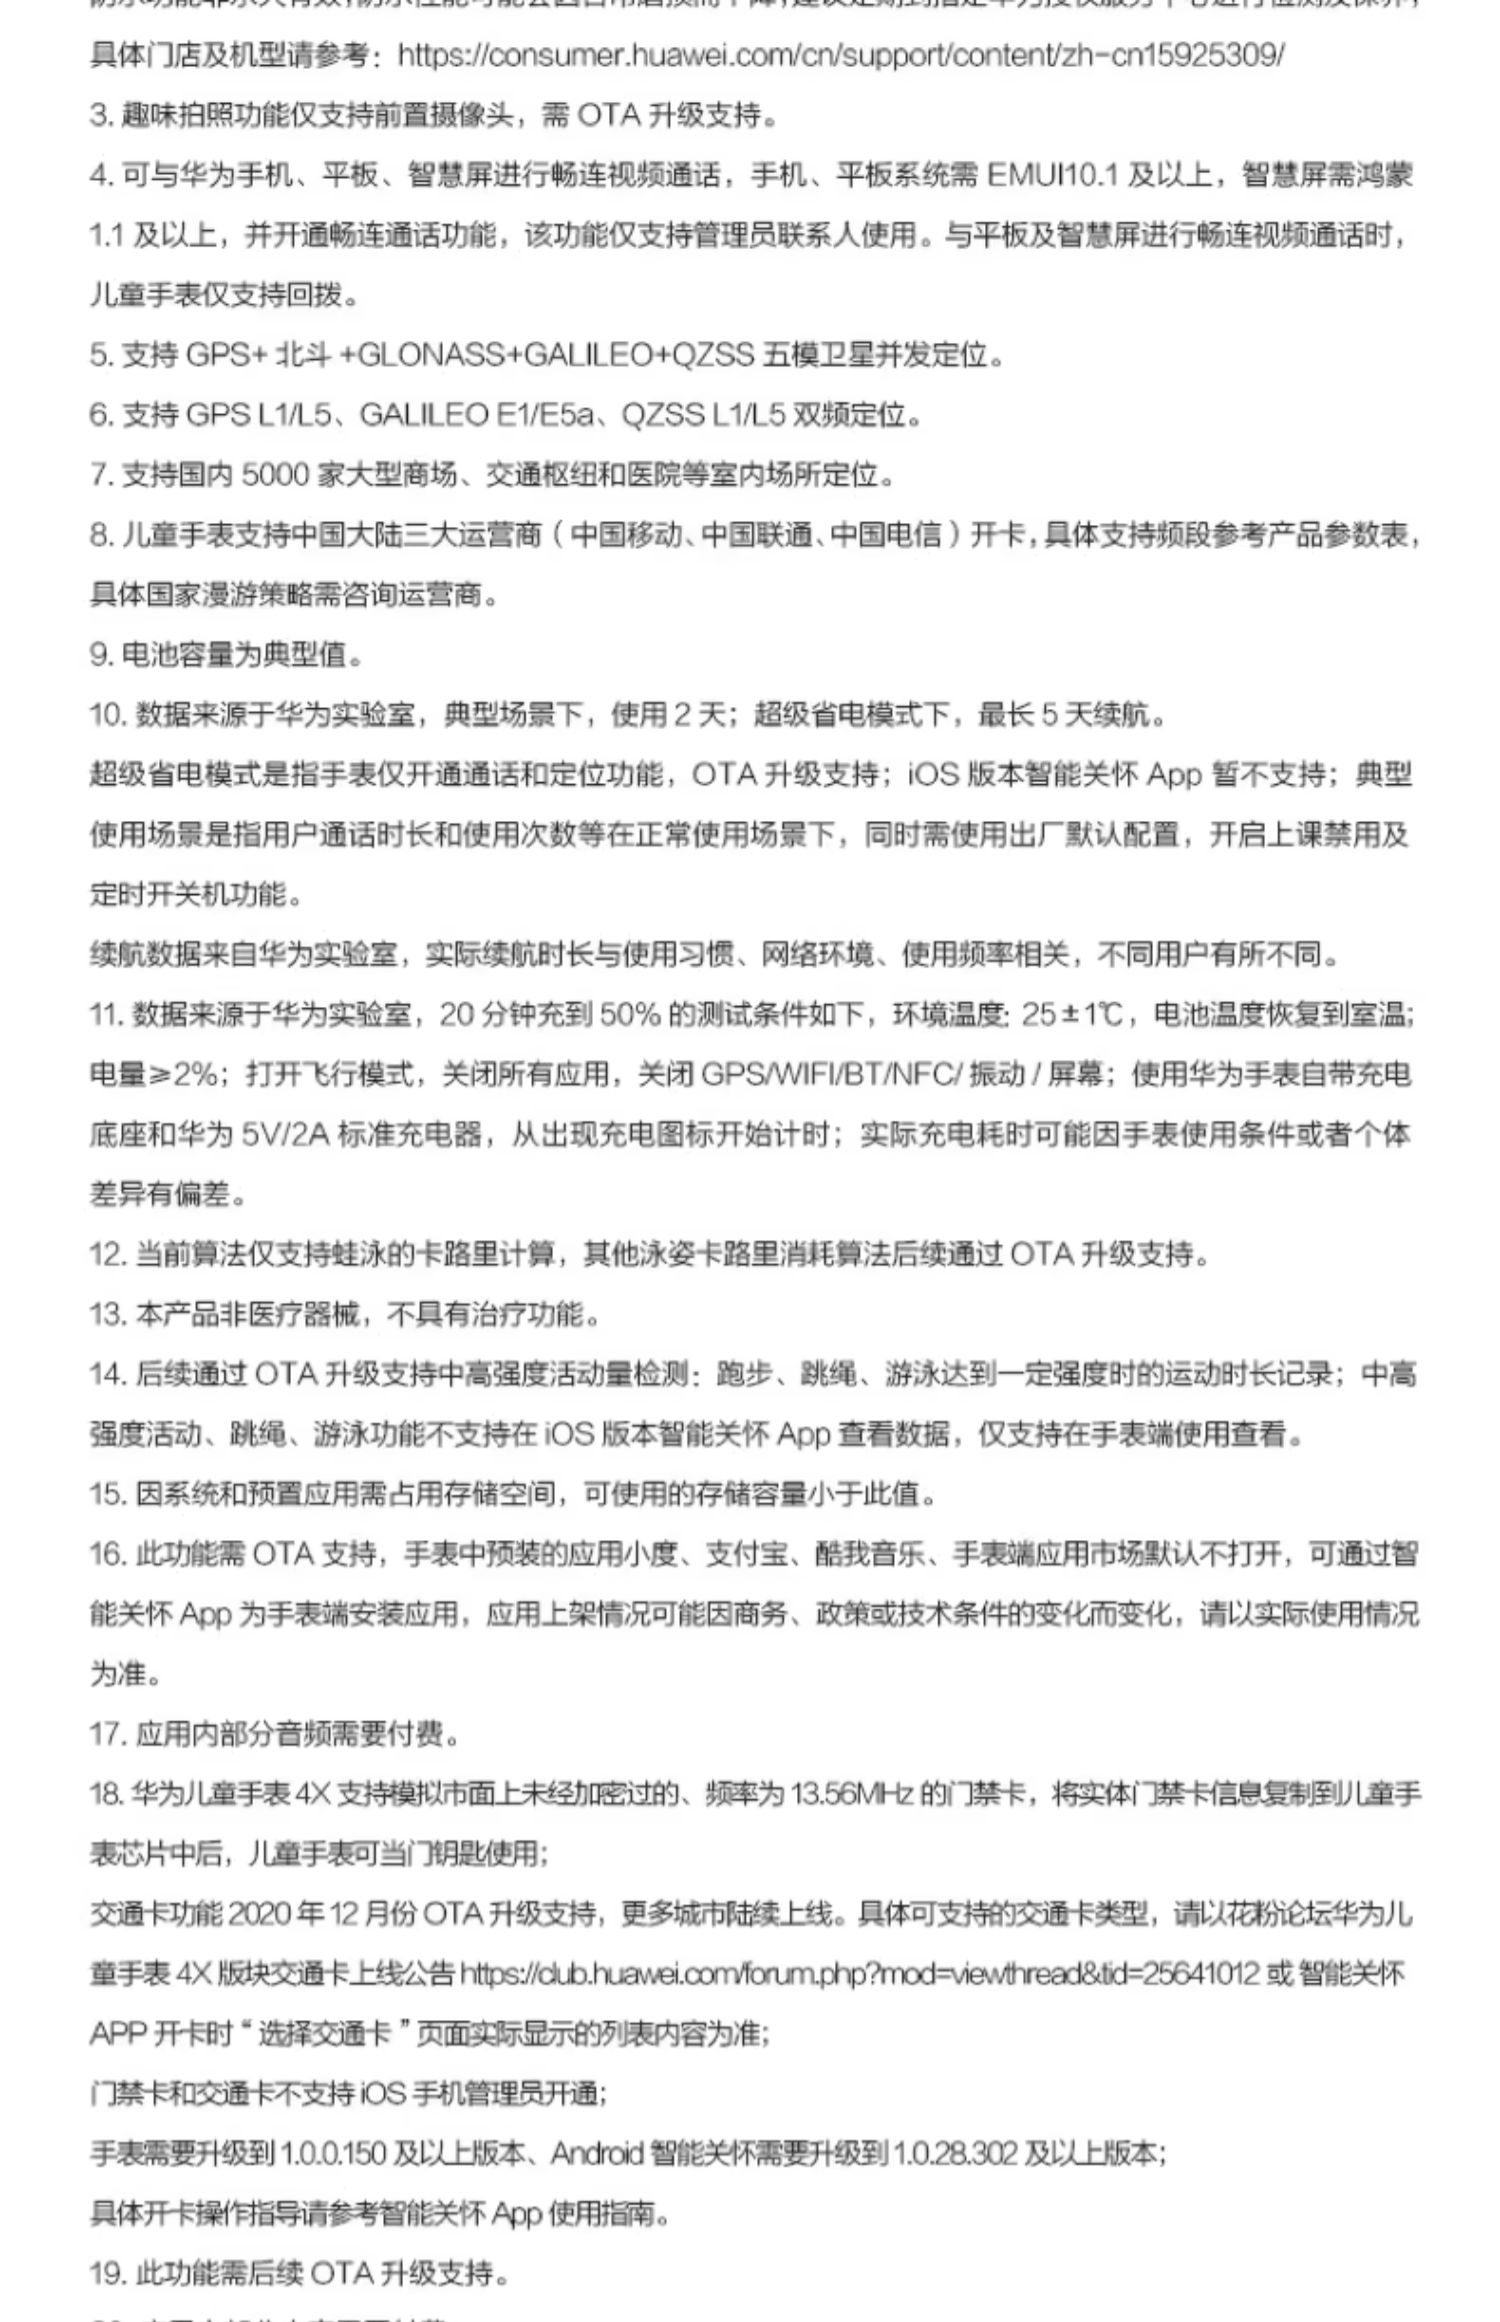 具体门店及机型请参考：https://consumer.huawei.com/cn/support/content/zh-cn15925309/
3. 趣味拍照功能仅支持前置摄像头，需 OTA 升级支持。
4. 可与华为手机、平板、智慧屏进行畅连视频通话，手机、平板系统需 EMUI10.1 及以上，智慧屏需鸿蒙
1.1 及以上，并开通畅连通话功能，该功能仅支持管理员联系人使用。与平板及智慧屏进行畅连视频通话时，
儿童手表仅支持回拨。
5. 支持 GPS+ 北斗 +GLONASS+GALILEO+QZSS 五模卫星并发定位。
6. 支持 GPS L1/L5、GALILEO E1/E5a、QZSS L1/L5 双频定位。
7. 支持国内 5000 家大型商场、交通枢纽和医院等室内场所定位。
8. 儿童手表支持中国大陆三大运营商（中国移动、中国联通、中国电信）开卡，具体支持频段参考产品参数表，
具体国家漫游策略需咨询运营商。
9. 电池容量为典型值。
10. 数据来源于华为实验室，典型场景下，使用 2 天；超级省电模式下，最长 5 天续航。
超级省电模式是指手表仅开通通话和定位功能，OTA 升级支持；iOS 版本智能关怀 App 暂不支持；典型
使用场景是指用户通话时长和使用次数等在正常使用场景下，同时需使用出厂默认配置，开启上课禁用及
定时开关机功能。
续航数据来自华为实验室，实际续航时长与使用习惯、网络环境、使用频率相关，不同用户有所不同。
11. 数据来源于华为实验室，20 分钟充到 50% 的测试条件如下，环境温度: 25±1℃，电池温度恢复到室温；
电量≥2%；打开飞行模式，关闭所有应用，关闭 GPS/WIFI/BT/NFC/ 振动 / 屏幕；使用华为手表自带充电
底座和华为 5V/2A 标准充电器，从出现充电图标开始计时；实际充电耗时可能因手表使用条件或者个体
差异有偏差。
12. 当前算法仅支持蛙泳的卡路里计算，其他泳姿卡路里消耗算法后续通过 OTA 升级支持。
13. 本产品非医疗器械，不具有治疗功能。
14. 后续通过 OTA 升级支持中高强度活动量检测：跑步、跳绳、游泳达到一定强度时的运动时长记录；中高
强度活动、跳绳、游泳功能不支持在 iOS 版本智能关怀 App 查看数据，仅支持在手表端使用查看。
15. 因系统和预置应用需占用存储空间，可使用的存储容量小于此值。
16. 此功能需 OTA 支持，手表中预装的应用小度、支付宝、酷我音乐、手表端应用市场默认不打开，可通过智
能关怀 App 为手表端安装应用，应用上架情况可能因商务、政策或技术条件的变化而变化，请以实际使用情况
为准。
17. 应用内部分音频需要付费。
18. 华为儿童手表 4X 支持模拟市面上未经加密过的、频率为 13.56MHz 的门禁卡，将实体门禁卡信息复制到儿童手
表芯片中后，儿童手表可当门钥匙使用；
交通卡功能 2020 年 12 月份 OTA 升级支持，更多城市陆续上线。具体可支持的交通卡类型，请以花粉论坛华为儿
童手表 4X 版块交通卡上线公告 https://club.huawei.com/forum.php?mod=viewthread&tid=25641012 或 智能关怀
APP 开卡时 “ 选择交通卡 ” 页面实际显示的列表内容为准；
门禁卡和交通卡不支持 iOS 手机管理员开通；
手表需要升级到 1.0.0.150 及以上版本、Android 智能关怀需要升级到 1.0.28.302 及以上版本；
具体开卡操作指导请参考智能关怀 App 使用指南。
19. 此功能需后续 OTA 升级支持。